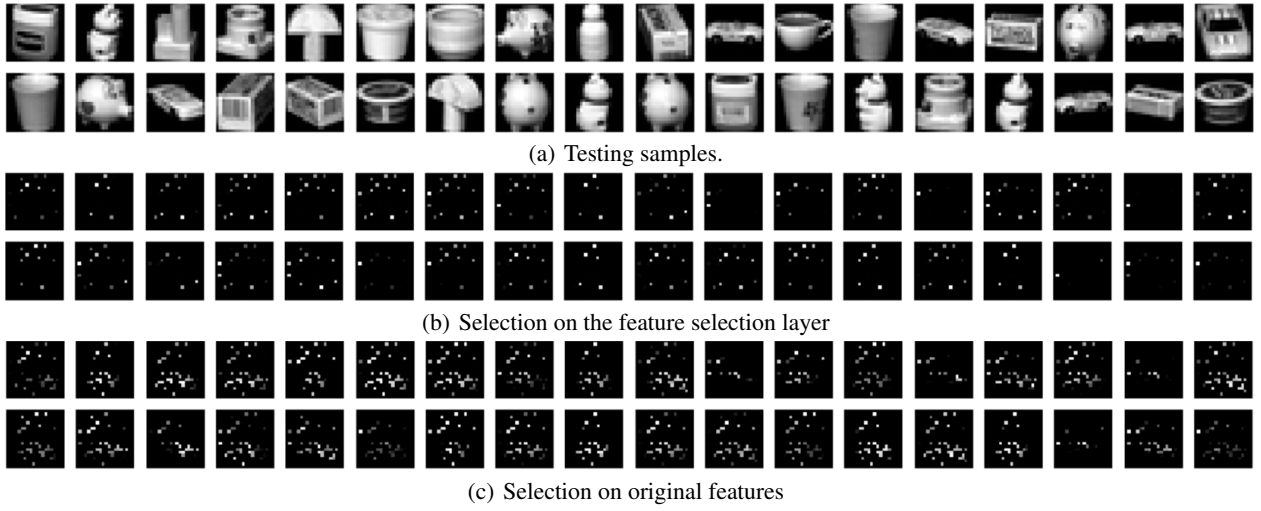 (a) Testing samples.
(b) Selection on the feature selection layer
(c) Selection on original features